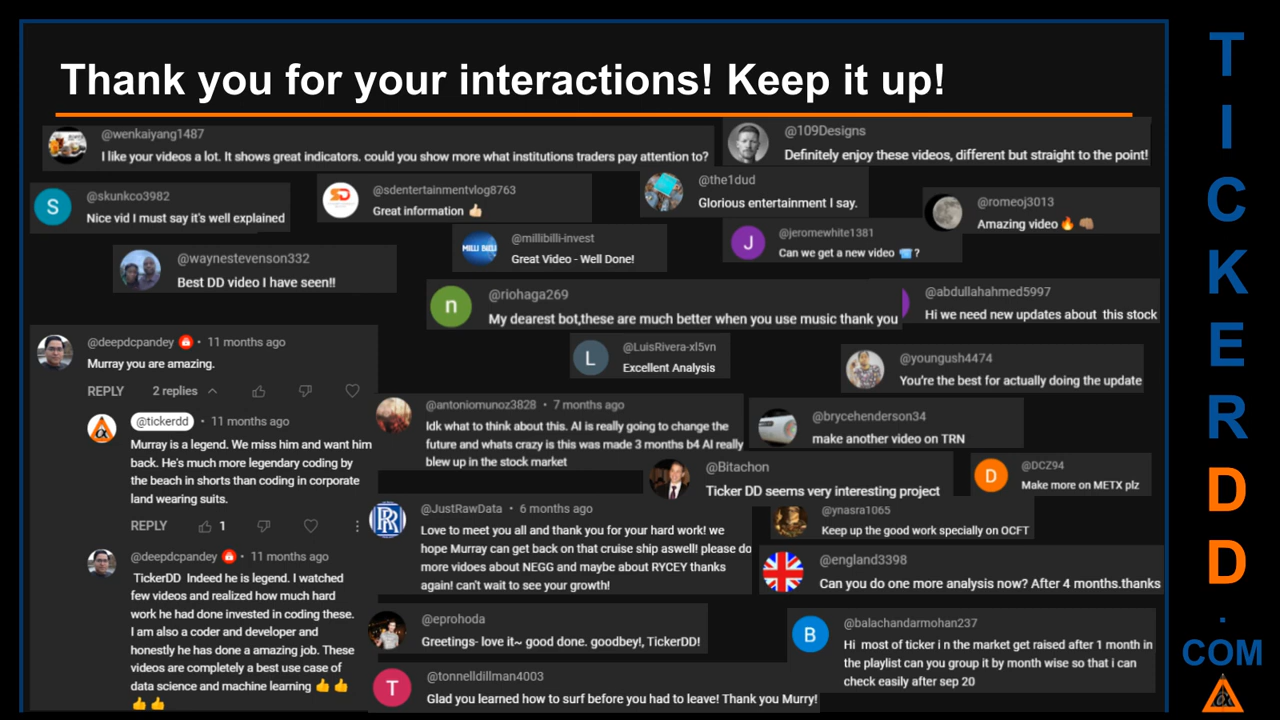 Thank you for your interactions! Keep it up!
@wenkaiyang1487
I like your videos a lot. It shows great indicators. could you show more what institutions traders pay attention to?
@109Designs
Definitely enjoy these videos, different but straight to the point!
S
@skunkco3982
Nice vid I must say it's well explained
SD
@sdentertainmentvlog8763
Great information 👍🏻
@the1dud
Glorious entertainment I say.
@romeoj3013
Amazing video 🔥 👊🏽
@waynestevenson332
Best DD video I have seen!!
MILLI BILLI
@millibilli-invest
Great Video - Well Done!
J
@jeromewhite1381
Can we get a new video ?
n
@riohaga269
My dearest bot,these are much better when you use music thank you
@abdullahahmed5997
Hi we need new updates about this stock
L
@LuisRivera-xl5vn
Excellent Analysis
@youngush4474
You're the best for actually doing the update
@deepdcpandey • 11 months ago
Murray you are amazing.
REPLY 2 replies
@tickerdd • 11 months ago
Murray is a legend. We miss him and want him
back. He's much more legendary coding by
the beach in shorts than coding in corporate
land wearing suits.
REPLY 1
@deepdcpandey • 11 months ago
TickerDD Indeed he is legend. I watched
few videos and realized how much hard
work he had done invested in coding these.
I am also a coder and developer and
honestly he has done a amazing job. These
videos are completely a best use case of
data science and machine learning 👍👍
👍👍
@antoniomunoz3828 • 7 months ago
Idk what to think about this. AI is really going to change the
future and whats crazy is this was made 3 months b4 AI really
blew up in the stock market
@brycehenderson34
make another video on TRN
@Bitachon
Ticker DD seems very interesting project
D
@DCZ94
Make more on METX plz
RR
@JustRawData • 6 months ago
Love to meet you all and thank you for your hard work! we
hope Murray can get back on that cruise ship aswell! please do
more vidoes about NEGG and maybe about RYCEY thanks
again! can't wait to see your growth!
@ynasra1065
Keep up the good work specially on OCFT
@england3398
Can you do one more analysis now? After 4 months.thanks
@eprohoda
Greetings- love it~ good done. goodbey!, TickerDD!
B
@balachandarmohan237
Hi most of ticker i n the market get raised after 1 month in
the playlist can you group it by month wise so that i can
check easily after sep 20
T
@tonnelldillman4003
Glad you learned how to surf before you had to leave! Thank you Murry!
T
I
C
K
E
R
D
D
.
COM